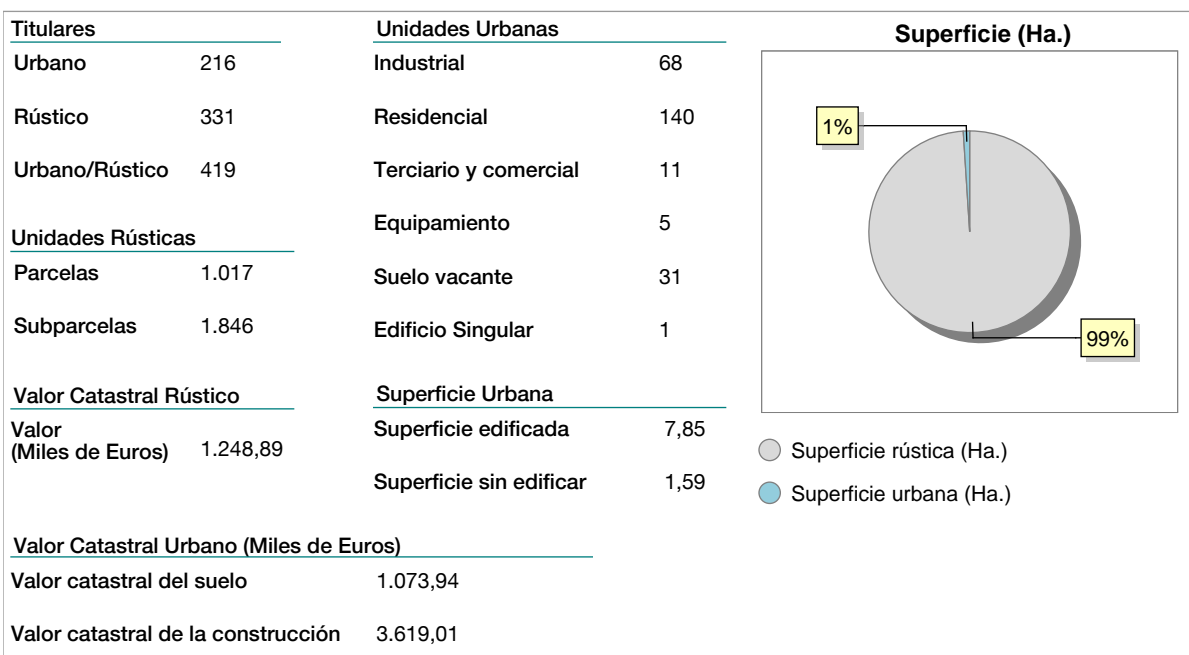 Titulares
Urbano 216
Rústico 331
Urbano/Rústico 419
Unidades Rústicas
Parcelas 1.017
Subparcelas 1.846
Valor Catastral Rústico
Valor
(Miles de Euros) 1.248,89
Unidades Urbanas
Industrial 68
Residencial 140
Terciario y comercial 11
Equipamiento 5
Suelo vacante 31
Edificio Singular 1
Superficie Urbana
Superficie edificada 7,85
Superficie sin edificar 1,59
Valor Catastral Urbano (Miles de Euros)
Valor catastral del suelo 1.073,94
Valor catastral de la construcción 3.619,01
Superficie (Ha.)
1%
99%
Superficie rústica (Ha.)
Superficie urbana (Ha.)